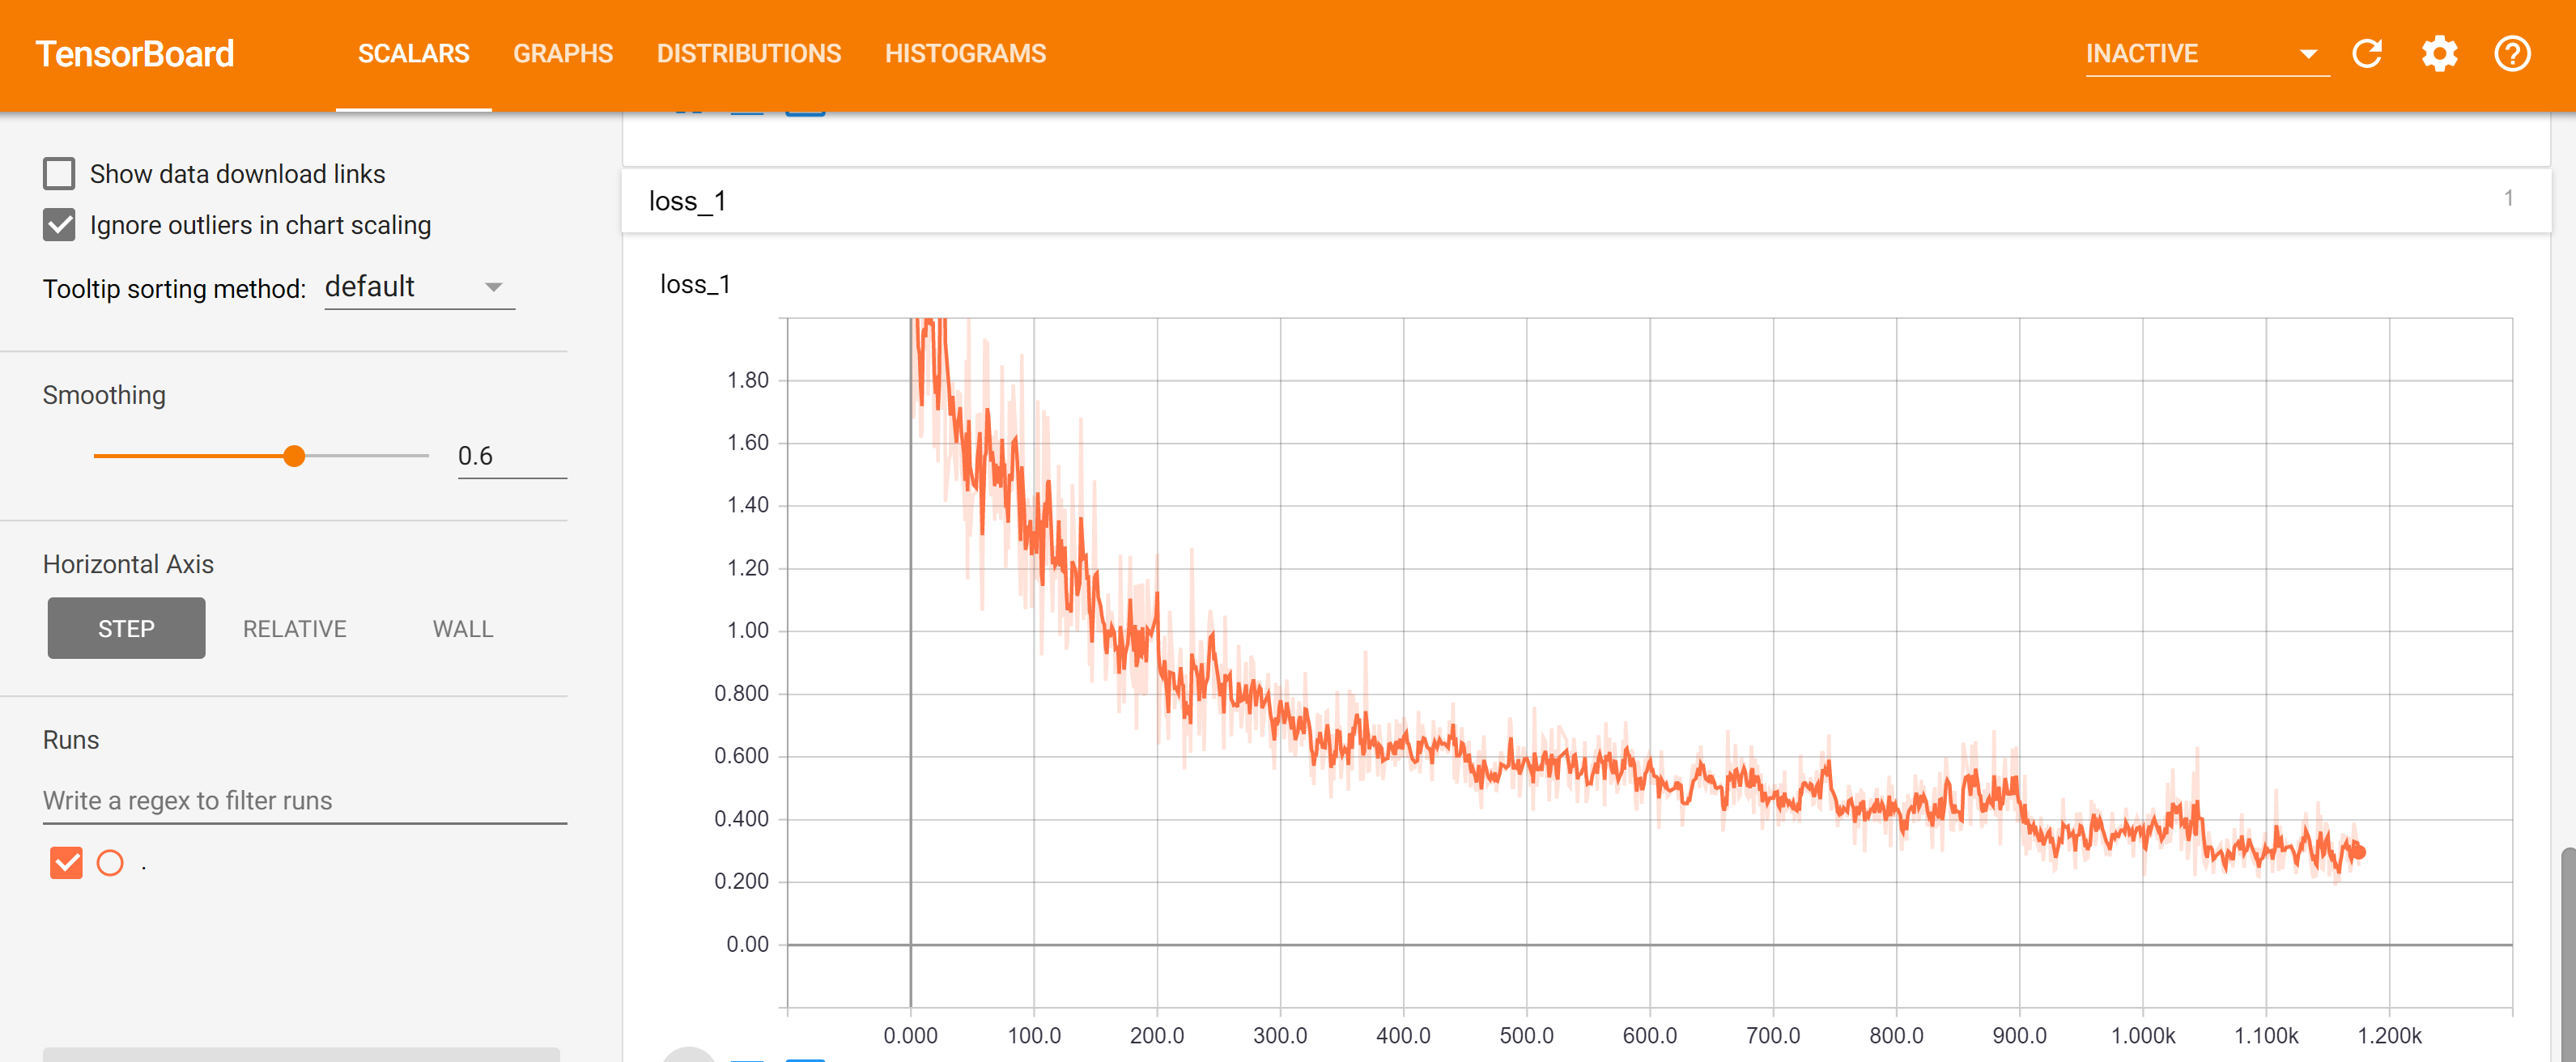 TensorBoard SCALARS GRAPHS DISTRIBUTIONS HISTOGRAMS INACTIVE
Show data download links
Ignore outliers in chart scaling
Tooltip sorting method: default
Smoothing
0.6
Horizontal Axis
STEP RELATIVE WALL
Runs
Write a regex to filter runs
.
loss_1 1
loss_1
1.80
1.60
1.40
1.20
1.00
0.800
0.600
0.400
0.200
0.00
0.000 100.0 200.0 300.0 400.0 500.0 600.0 700.0 800.0 900.0 1.000k 1.100k 1.200k